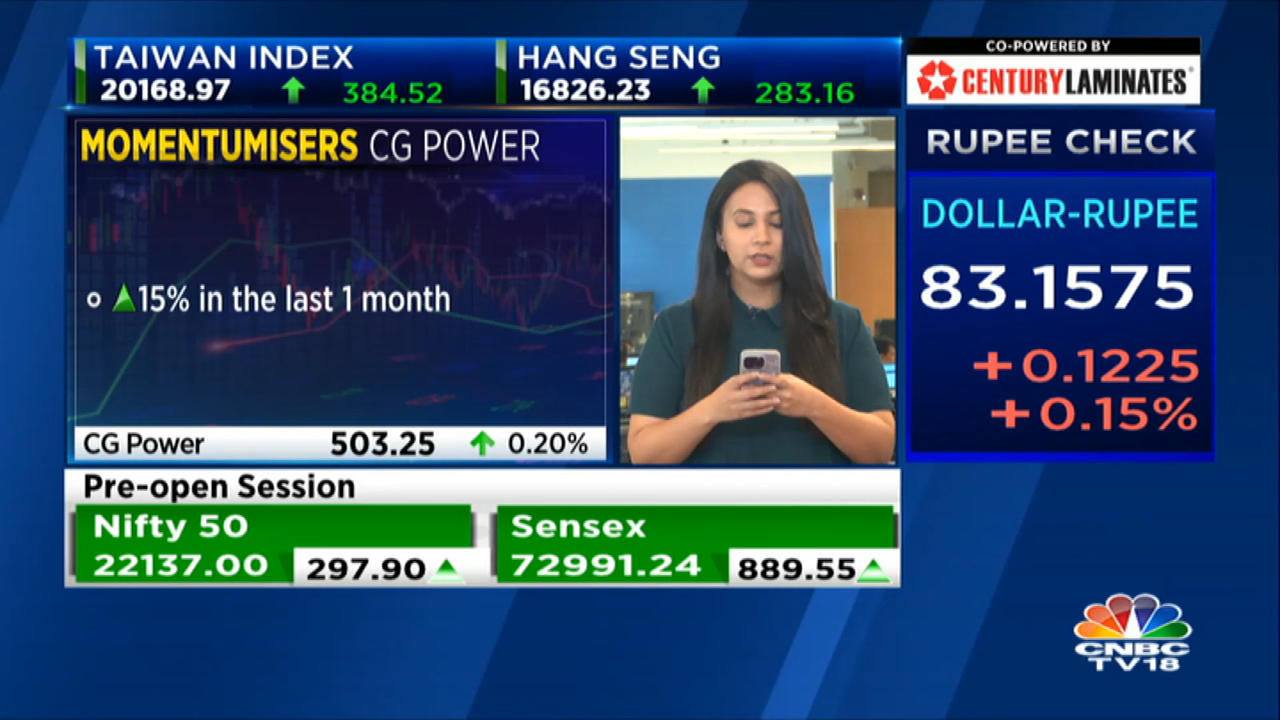 TAIWAN INDEX
20168.97 384.52
HANG SENG
16826.23 283.16
CO-POWERED BY
CENTURYLAMINATES®
MOMENTUMISERS CG POWER
15% in the last 1 month
CG Power 503.25 0.20%
RUPEE CHECK
DOLLAR-RUPEE
83.1575
+0.1225
+0.15%
Pre-open Session
Nifty 50
22137.00 297.90
Sensex
72991.24 889.55
CNBC
TV18